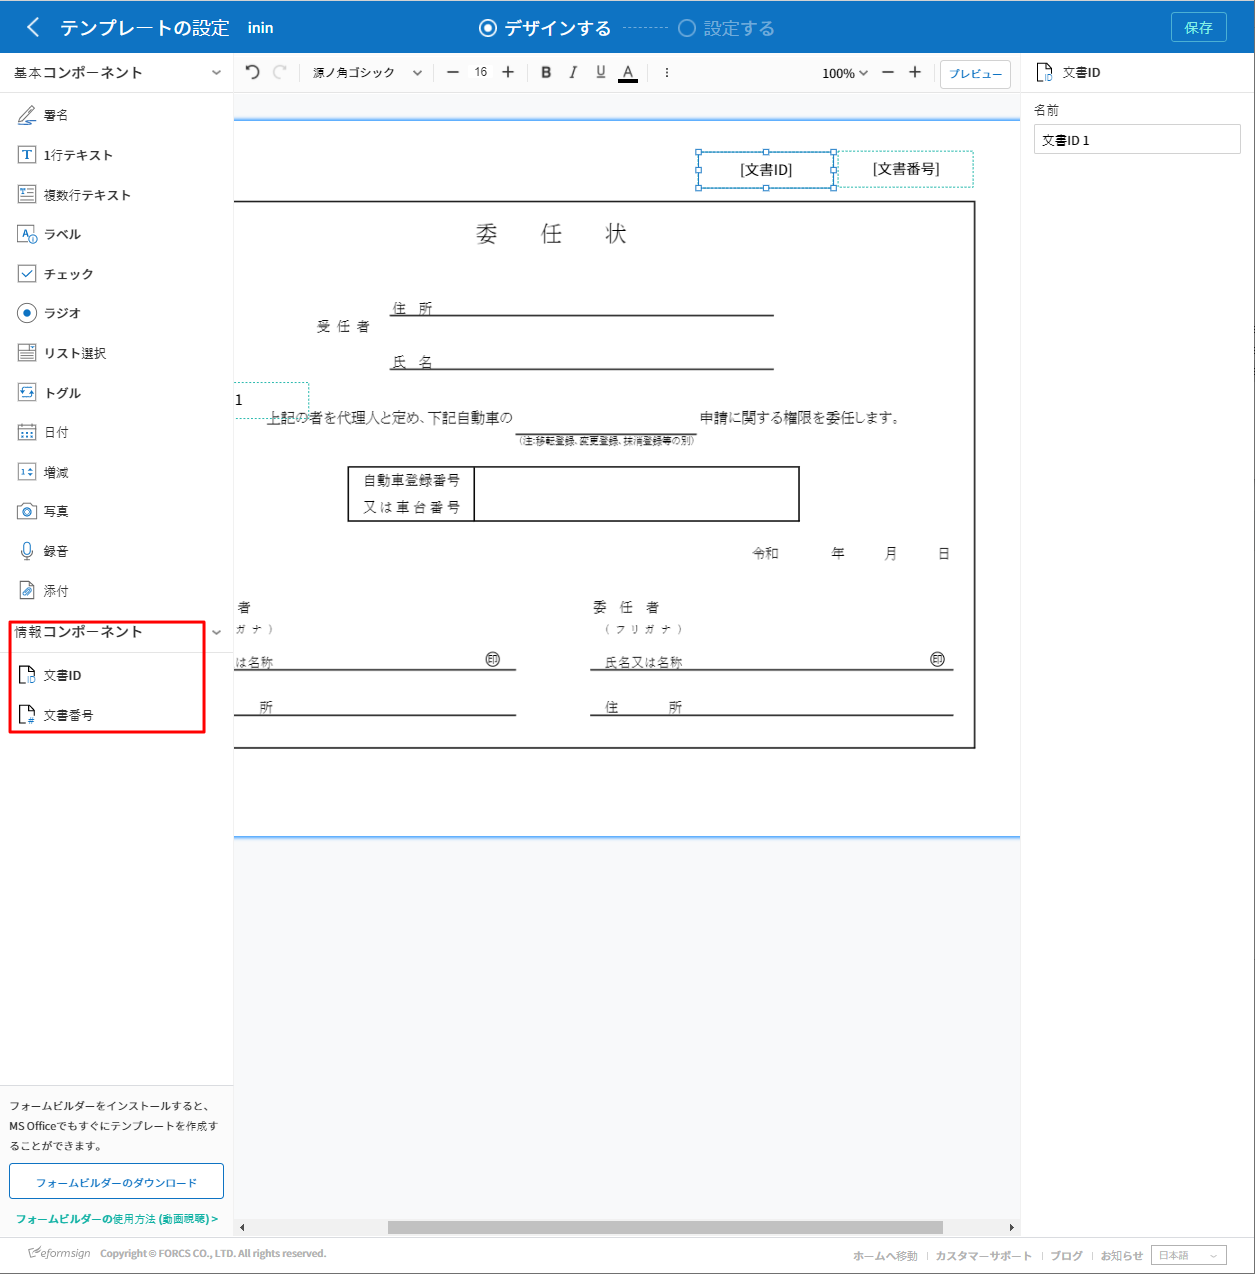 テンプレートの設定 inin デザインする 設定する 保存
基本コンポーネント 源ノ角ゴシック 16 B I U A 100% プレビュー 文書ID
署名
1行テキスト
複数行テキスト
ラベル
チェック
ラジオ
リスト選択
トグル
日付
増減
写真
録音
添付
情報コンポーネント
文書ID
文書番号
[文書ID] [文書番号]
委 任 状
住 所
受 任 者
氏 名
1
上記の者を代理人と定め、下記自動車の 申請に関する権限を委任します。
(注:移転登録、変更登録、抹消登録等の別)
自動車登録番号
又は車台番号
令和 年 月 日
者 委 任 者
ガ ナ ) ( フ リ ガ ナ )
は名称 印 氏名又は名称 印
所 住 所
名前
文書ID 1
フォームビルダーをインストールすると、
MS Officeでもすぐにテンプレートを作成す
ることができます。
フォームビルダーのダウンロード
フォームビルダーの使用方法 (動画視聴) >
eformsign Copyright © FORCS CO., LTD. All rights reserved. ホームへ移動 | カスタマーサポート | ブログ | お知らせ 日本語